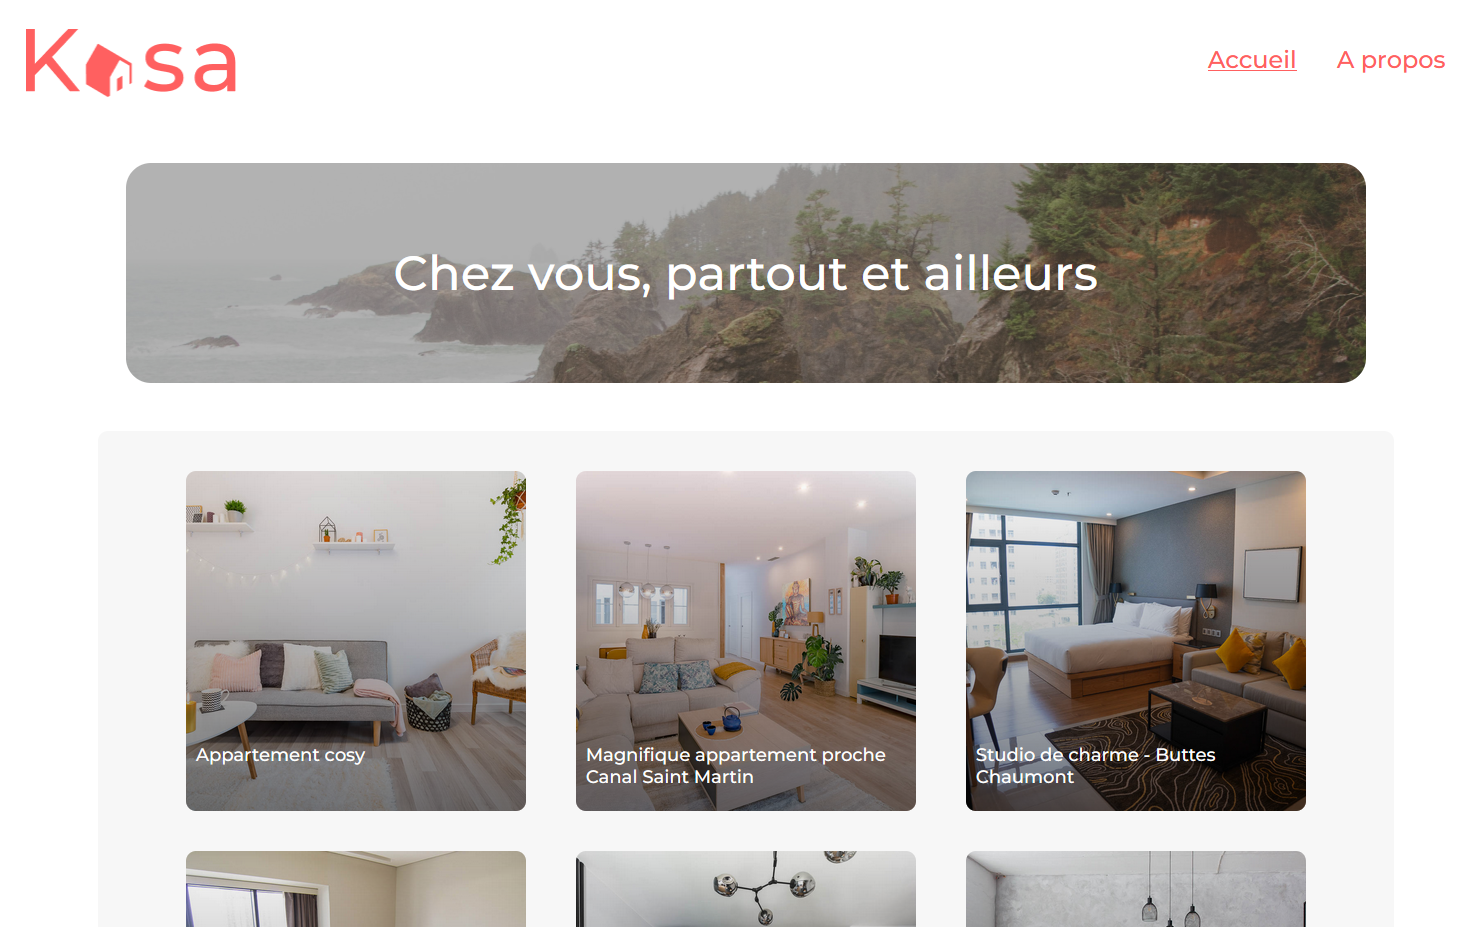 Kasa
Accueil
A propos
Chez vous, partout et ailleurs
Appartement cosy
Magnifique appartement proche
Canal Saint Martin
Studio de charme - Buttes
Chaumont